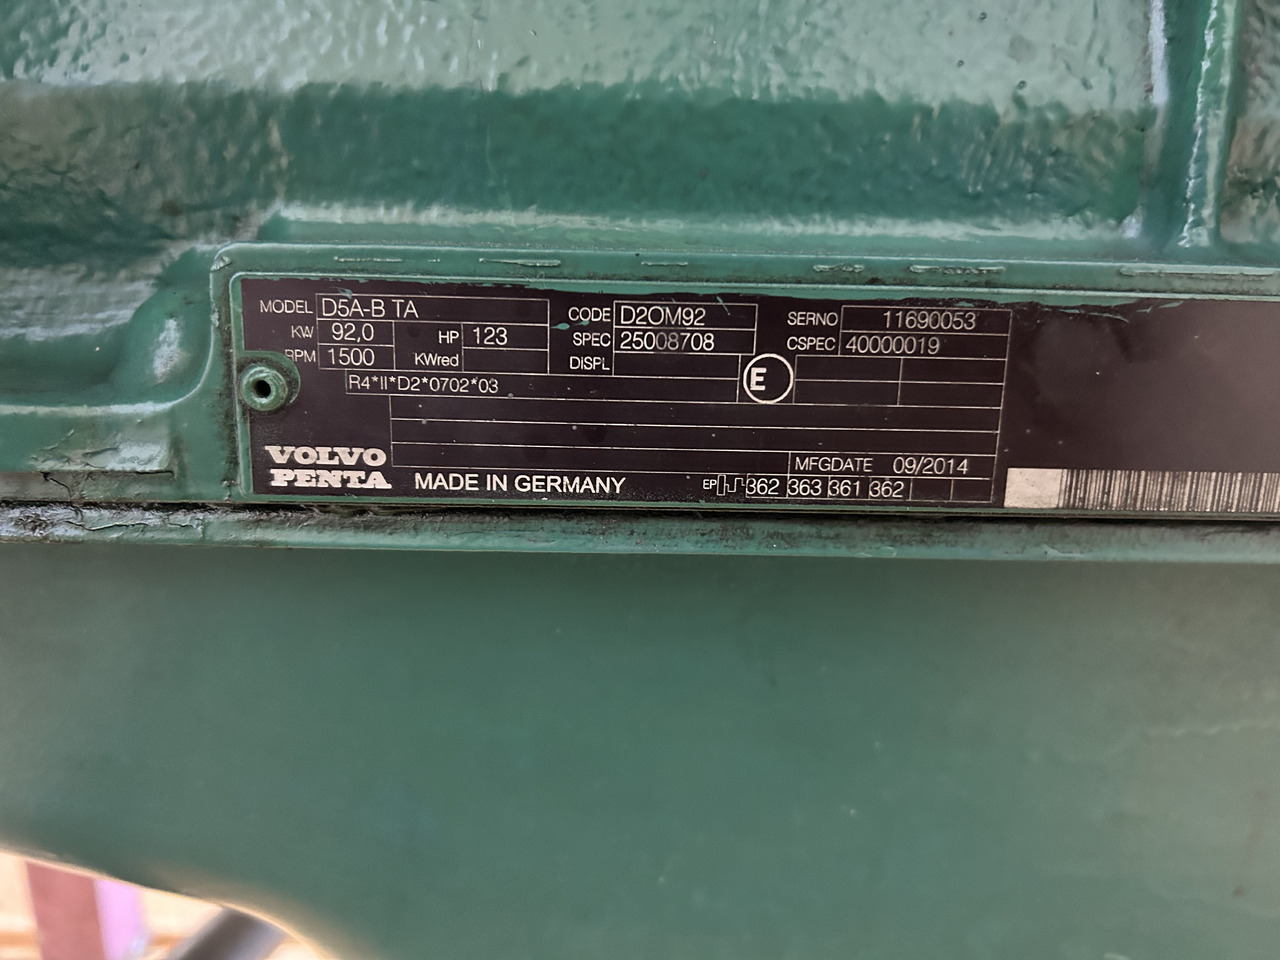 MODEL D5A-B TA CODE D2OM92 SERNO 11690053
KW 92,0 HP 123 SPEC 25008708 CSPEC 40000019
RPM 1500 KWred DISPL
R4*II*D2*0702*03 E
VOLVO
PENTA
MADE IN GERMANY
MFGDATE 09/2014
EP 362 363 361 362